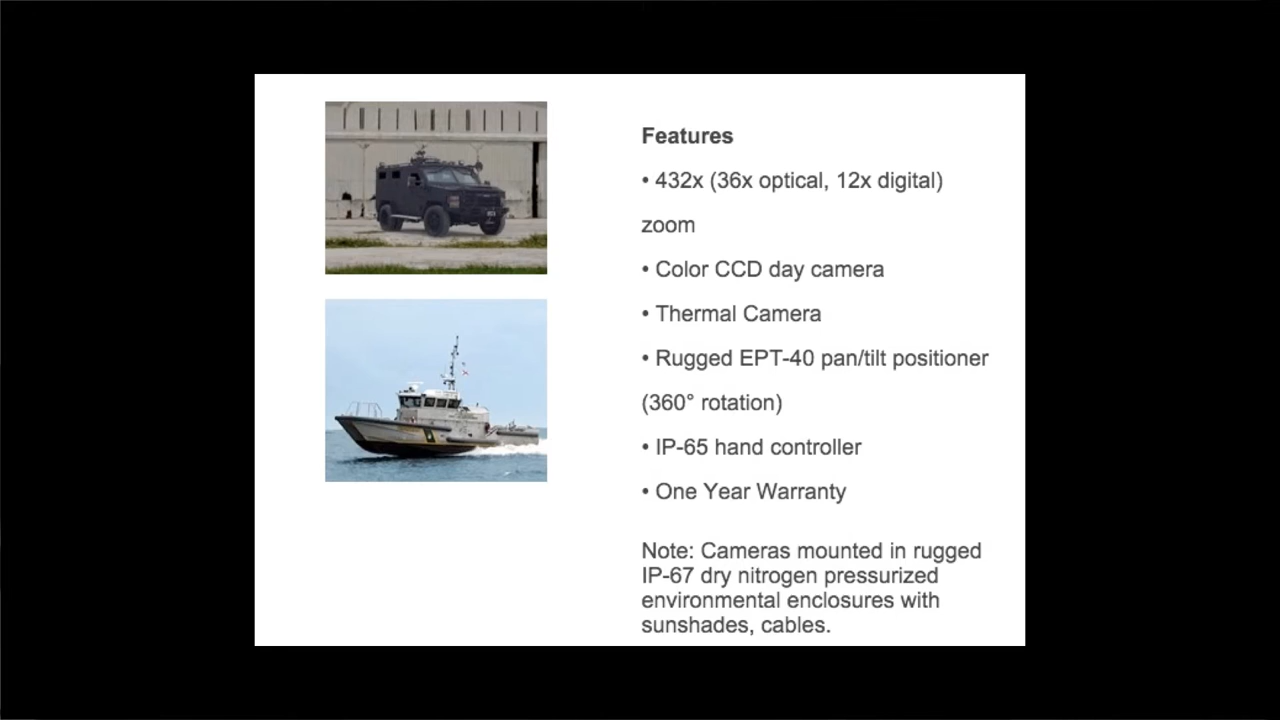 Features
• 432x (36x optical, 12x digital)
zoom
• Color CCD day camera
• Thermal Camera
• Rugged EPT-40 pan/tilt positioner
(360° rotation)
• IP-65 hand controller
• One Year Warranty
Note: Cameras mounted in rugged
IP-67 dry nitrogen pressurized
environmental enclosures with
sunshades, cables.